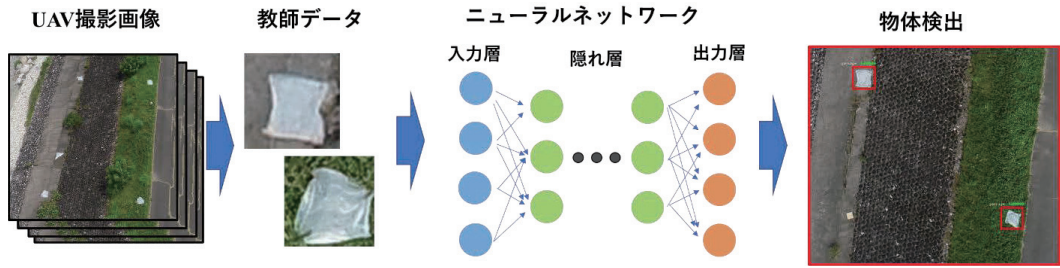 UAV撮影画像
教師データ
ニューラルネットワーク
物体検出
入力層
隠れ層
出力層